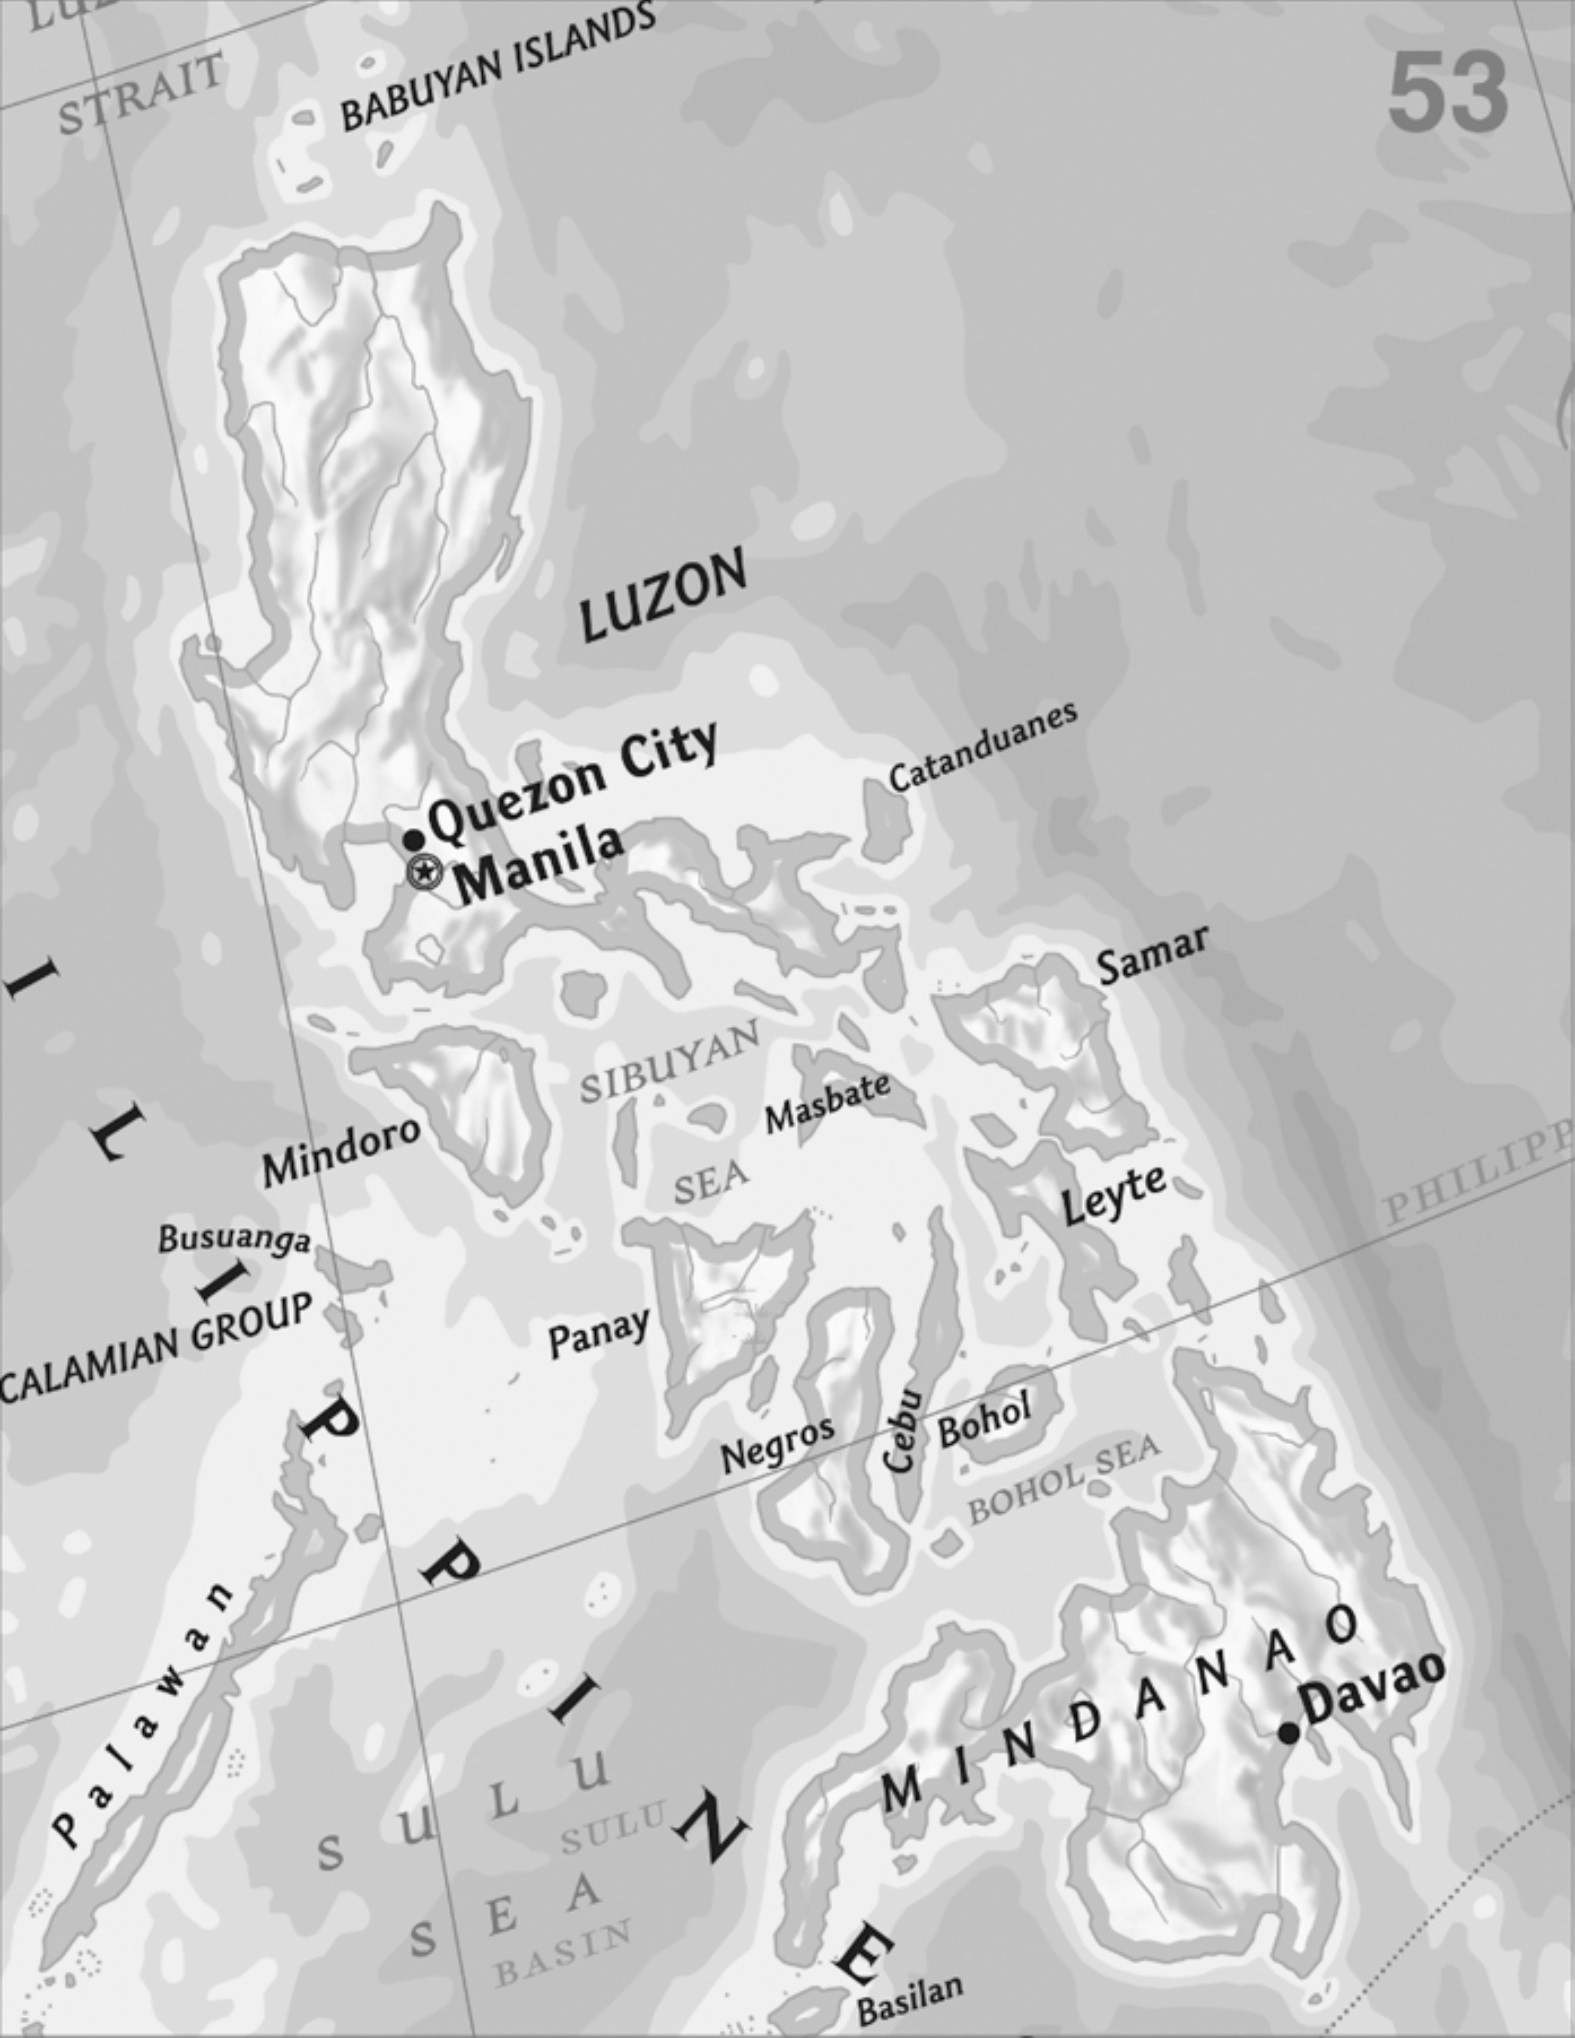 STRAIT
BABUYAN ISLANDS
53
LUZON
Quezon City
Manila
Catanduanes
Samar
SIBUYAN
SEA
Masbate
Mindoro
Leyte
PHILIPP
Busuanga
CALAMIAN GROUP
Panay
Negros
Cebu
Bohol
BOHOL SEA
Palawan
I L I P P I N E
SULU
SEA
SULU
BASIN
MINDANAO
Davao
Basilan